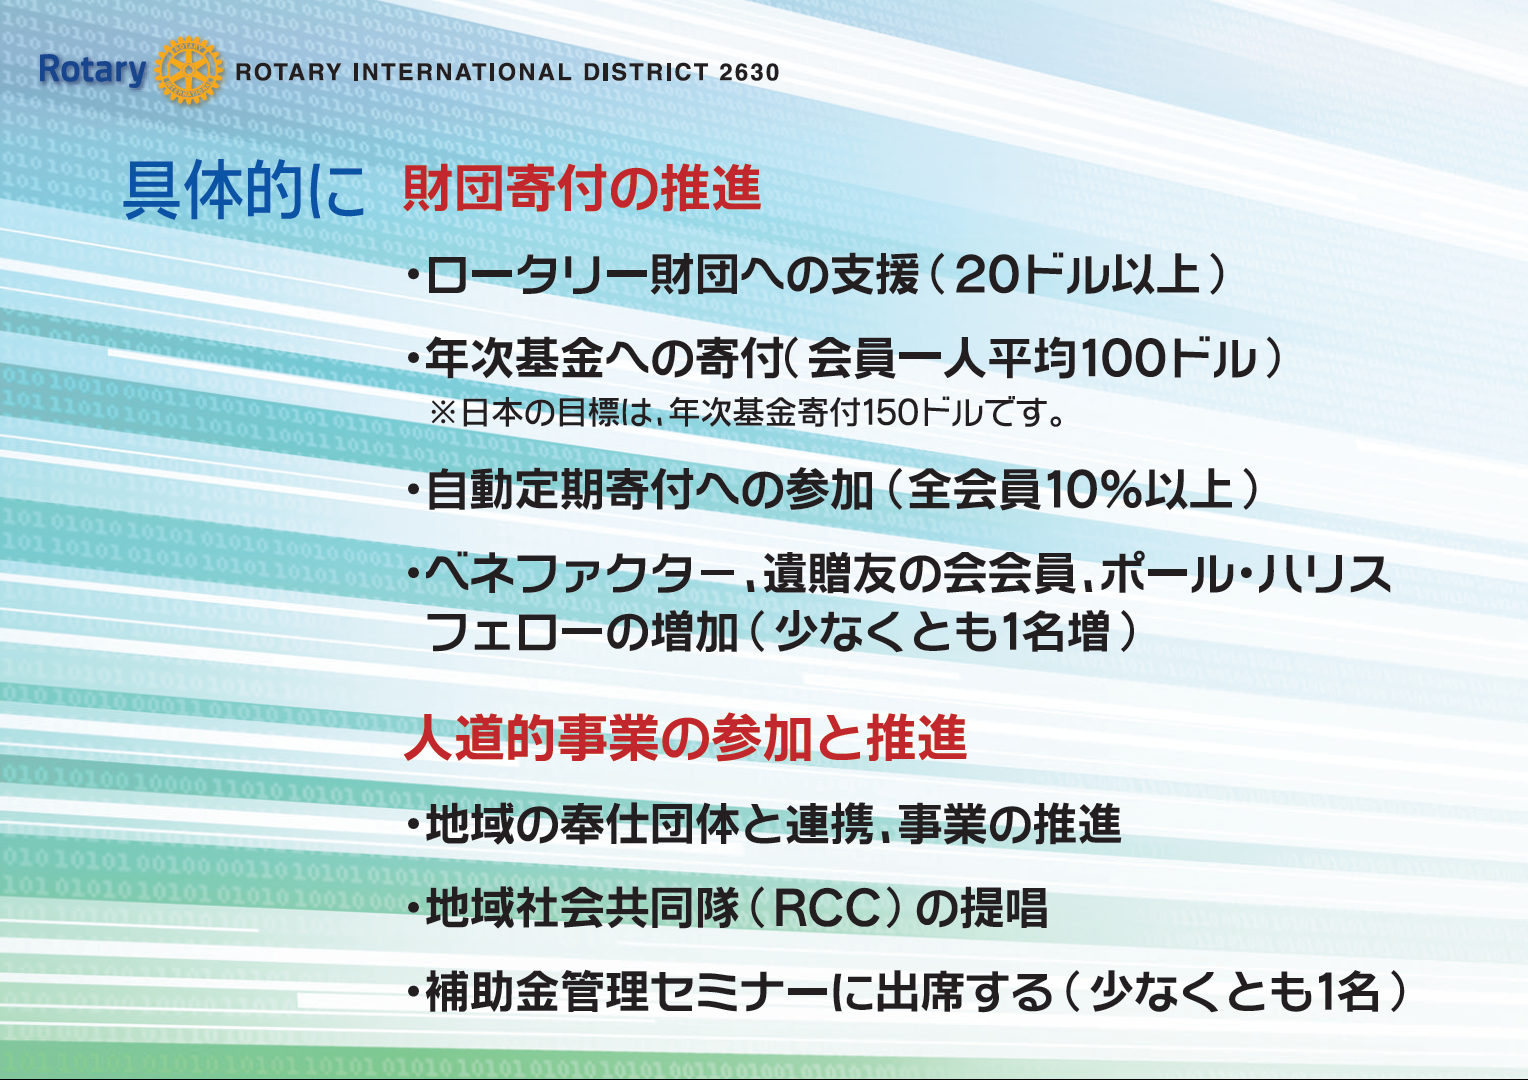 Rotary ROTARY INTERNATIONAL DISTRICT 2630
具体的に 財団寄付の推進
・ロータリー財団への支援（20ドル以上）
・年次基金への寄付（会員一人平均100ドル）
※日本の目標は、年次基金寄付150ドルです。
・自動定期寄付への参加（全会員10%以上）
・ベネファクター、遺贈友の会会員、ポール・ハリス
フェローの増加（少なくとも1名増）
人道的事業の参加と推進
・地域の奉仕団体と連携、事業の推進
・地域社会共同隊（RCC）の提唱
・補助金管理セミナーに出席する（少なくとも1名）